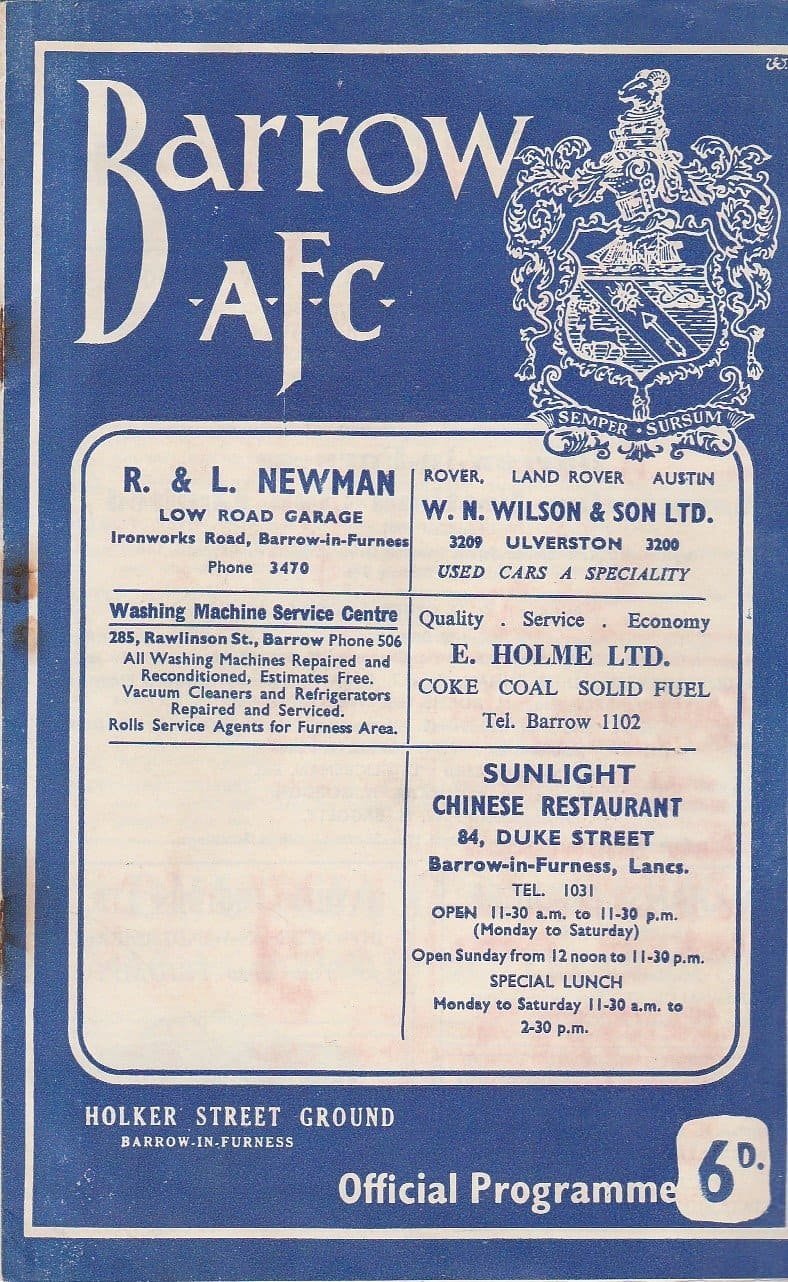 Barrow
A.F.C.
SEMPER · SURSUM
R. & L. NEWMAN
LOW ROAD GARAGE
Ironworks Road, Barrow-in-Furness
Phone 3470
ROVER, LAND ROVER AUSTIN
W. N. WILSON & SON LTD.
3209 ULVERSTON 3200
USED CARS A SPECIALITY
Washing Machine Service Centre
285, Rawlinson St., Barrow Phone 506
All Washing Machines Repaired and
Reconditioned, Estimates Free.
Vacuum Cleaners and Refrigerators
Repaired and Serviced.
Rolls Service Agents for Furness Area.
Quality . Service . Economy
E. HOLME LTD.
COKE COAL SOLID FUEL
Tel. Barrow 1102
SUNLIGHT
CHINESE RESTAURANT
84, DUKE STREET
Barrow-in-Furness, Lancs.
TEL. 1031
OPEN 11-30 a.m. to 11-30 p.m.
(Monday to Saturday)
Open Sunday from 12 noon to 11-30 p.m.
SPECIAL LUNCH
Monday to Saturday 11-30 a.m. to
2-30 p.m.
HOLKER STREET GROUND
BARROW-IN-FURNESS
Official Programme 6D.